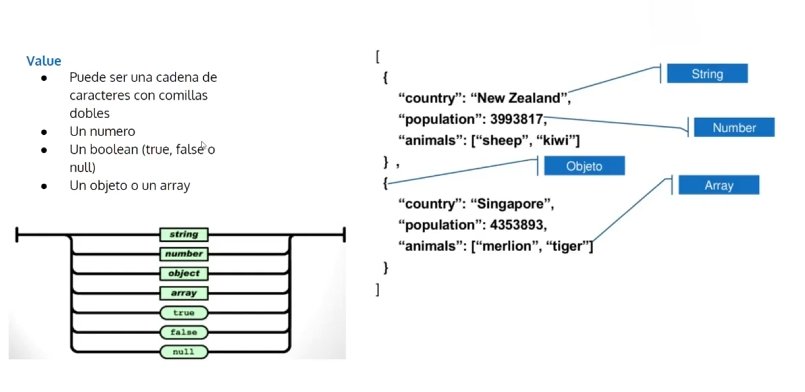 Value
● Puede ser una cadena de
caracteres con comillas
dobles
● Un numero
● Un boolean (true, false o
null)
● Un objeto o un array
string
number
object
array
true
false
null
[
{
“country”: “New Zealand”,
“population”: 3993817,
“animals”: [“sheep”, “kiwi”]
} ,
{
“country”: “Singapore”,
“population”: 4353893,
“animals”: [“merlion”, “tiger”]
}
]
String
Number
Objeto
Array